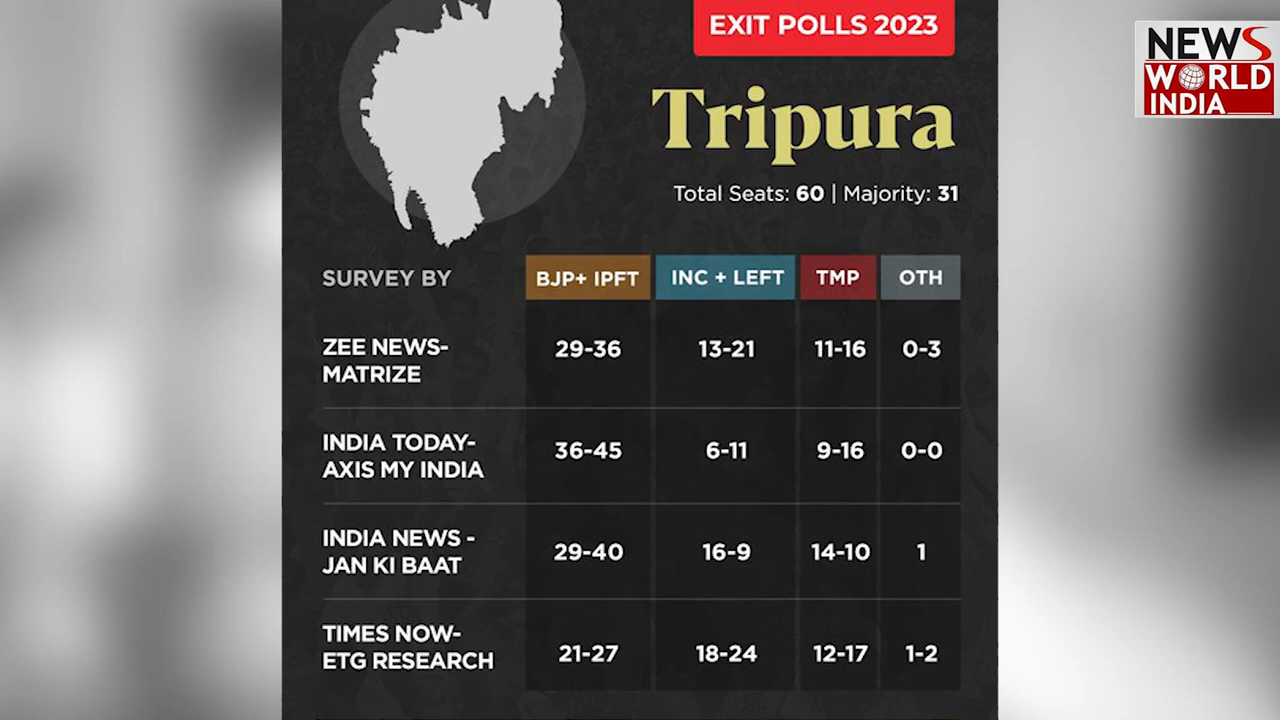 EXIT POLLS 2023
NEWS
WORLD
INDIA
Tripura
Total Seats: 60 | Majority: 31
SURVEY BY BJP+ IPFT INC + LEFT TMP OTH
ZEE NEWS-
MATRIZE 29-36 13-21 11-16 0-3
INDIA TODAY-
AXIS MY INDIA 36-45 6-11 9-16 0-0
INDIA NEWS -
JAN KI BAAT 29-40 16-9 14-10 1
TIMES NOW-
ETG RESEARCH 21-27 18-24 12-17 1-2